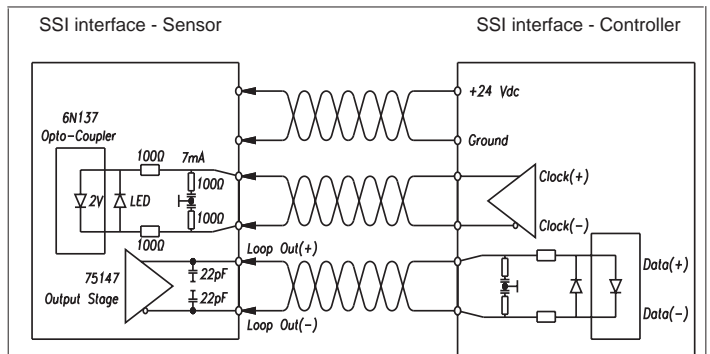 SSI interface - Sensor
SSI interface - Controller
6N137
Opto-Coupler
100Ω
7mA
100Ω
2V
LED
100Ω
100Ω
75147
Output Stage
22pF
22pF
Loop Out(+)
Loop Out(-)
+24 Vdc
Ground
Clock(+)
Clock(-)
Data(+)
Data(-)